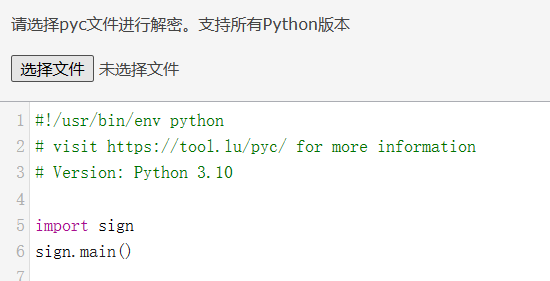 请选择pyc文件进行解密。支持所有Python版本
选择文件 未选择文件
1 #!/usr/bin/env python
2 # visit https://tool.lu/pyc/ for more information
3 # Version: Python 3.10
4
5 import sign
6 sign.main()
7